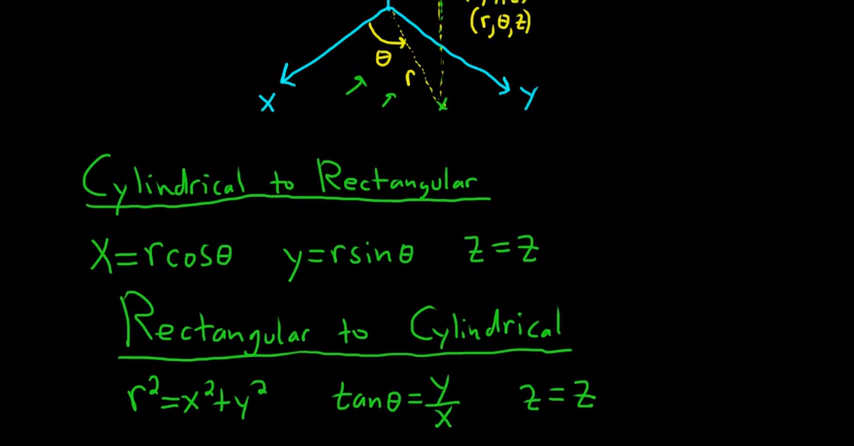 (r,θ,z)
θ
r
X
Y
Cylindrical to Rectangular
X=rcosθ y=rsinθ z=z
Rectangular to Cylindrical
r²=x²+y² tanθ=y/x z=z